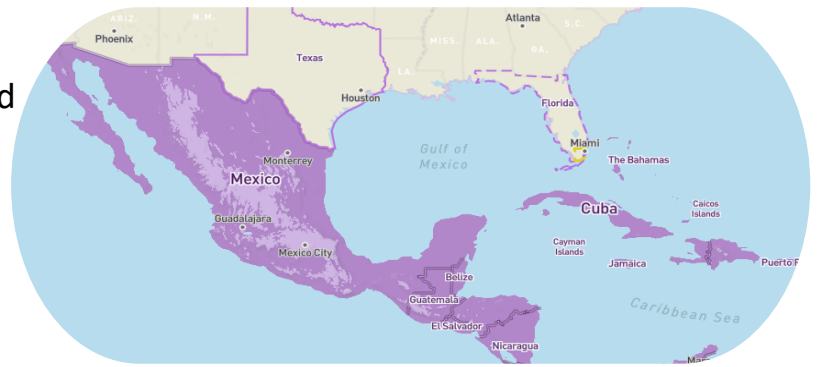 ARIZ.
N.M.
Atlanta
S.C.
Phoenix
MISS.
ALA.
GA.
Texas
LA.
Houston
Florida
d
Gulf of
Mexico
Miami
Monterrey
The Bahamas
Mexico
Guadalajara
Cuba
Caicos
Islands
Mexico City
Cayman
Islands
Jamaica
Puerto R
Belize
Guatemala
Caribbean Sea
El Salvador
Nicaragua